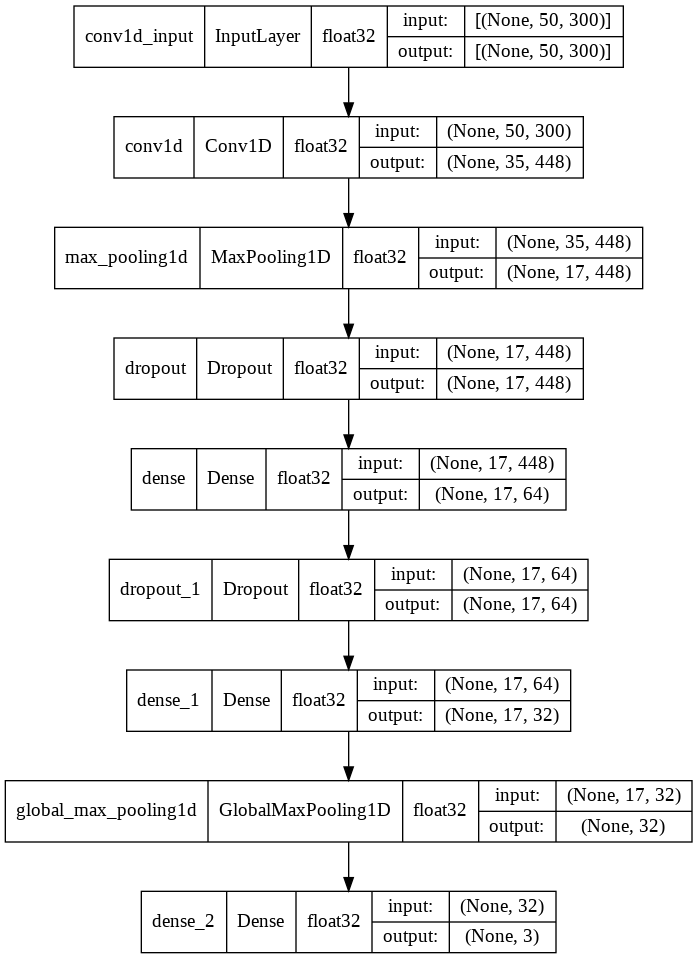 conv1d_input InputLayer float32 input: [(None, 50, 300)]
output: [(None, 50, 300)]
conv1d Conv1D float32 input: (None, 50, 300)
output: (None, 35, 448)
max_pooling1d MaxPooling1D float32 input: (None, 35, 448)
output: (None, 17, 448)
dropout Dropout float32 input: (None, 17, 448)
output: (None, 17, 448)
dense Dense float32 input: (None, 17, 448)
output: (None, 17, 64)
dropout_1 Dropout float32 input: (None, 17, 64)
output: (None, 17, 64)
dense_1 Dense float32 input: (None, 17, 64)
output: (None, 17, 32)
global_max_pooling1d GlobalMaxPooling1D float32 input: (None, 17, 32)
output: (None, 32)
dense_2 Dense float32 input: (None, 32)
output: (None, 3)